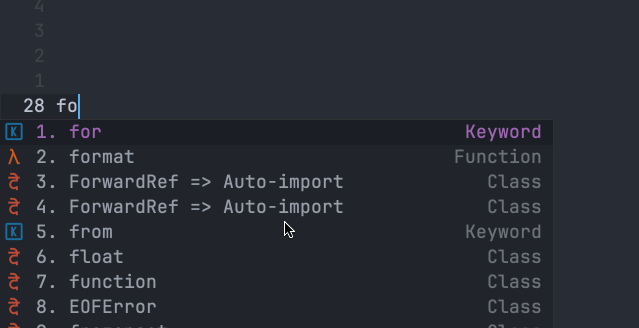 4
3
2
1
28 fo
1. for Keyword
2. format Function
3. ForwardRef => Auto-import Class
4. ForwardRef => Auto-import Class
5. from Keyword
6. float Class
7. function Class
8. EOFError Class